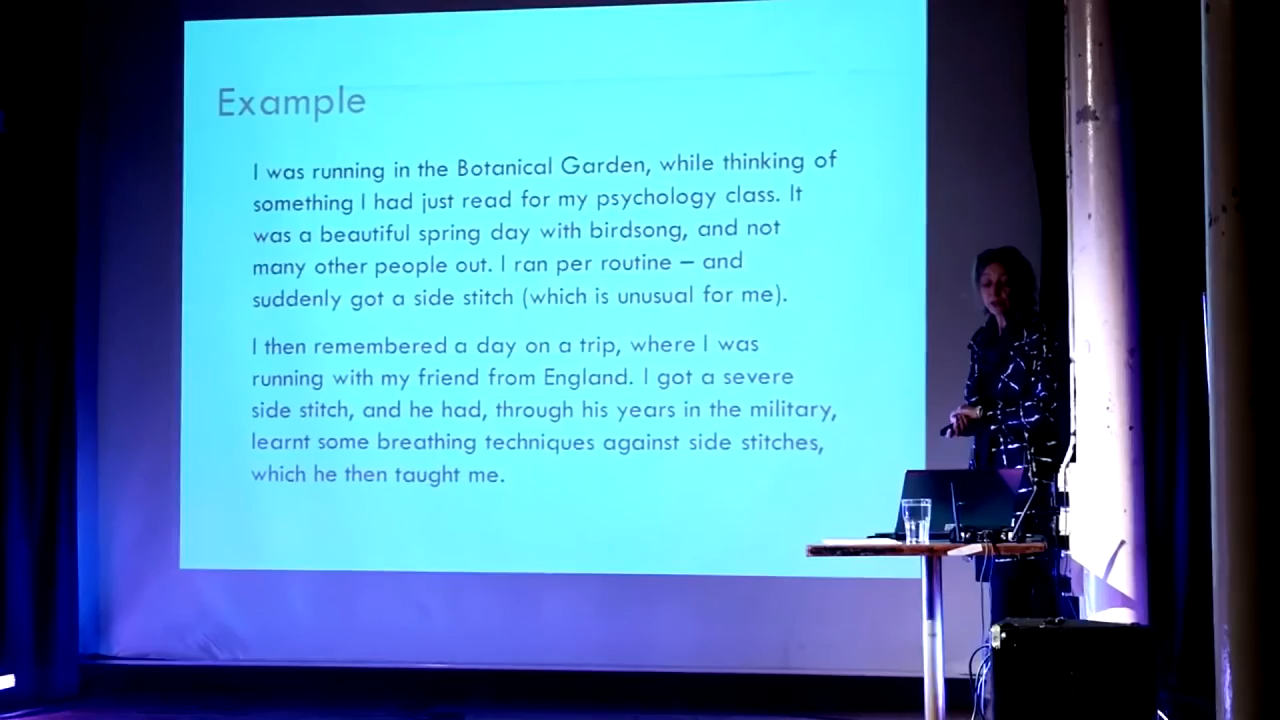 Example
I was running in the Botanical Garden, while thinking of
something I had just read for my psychology class. It
was a beautiful spring day with birdsong, and not
many other people out. I ran per routine – and
suddenly got a side stitch (which is unusual for me).
I then remembered a day on a trip, where I was
running with my friend from England. I got a severe
side stitch, and he had, through his years in the military,
learnt some breathing techniques against side stitches,
which he then taught me.